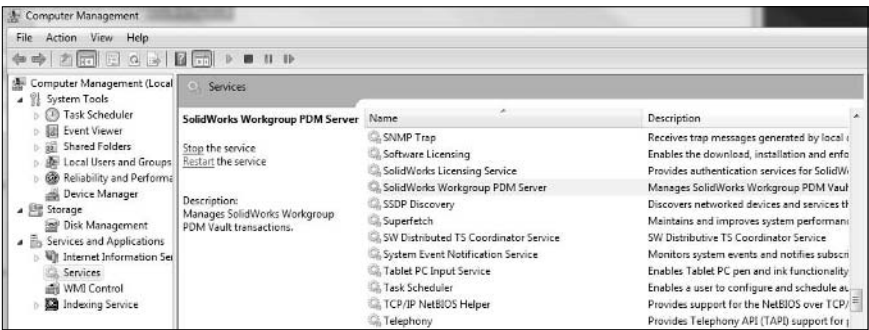 Computer Management
File Action View Help
Computer Management (Local
System Tools
Task Scheduler
Event Viewer
Shared Folders
Local Users and Groups
Reliability and Performa
Device Manager
Storage
Disk Management
Services and Applications
Internet Information Ser
Services
WMI Control
Indexing Service
Services
SolidWorks Workgroup PDM Server
Stop the service
Restart the service
Description:
Manages SolidWorks Workgroup
PDM Vault transactions.
Name Description
SNMP Trap Receives trap messages generated by local
Software Licensing Enables the download, installation and enfo
SolidWorks Licensing Service Provides authentication services for SolidW
SolidWorks Workgroup PDM Server Manages SolidWorks Workgroup PDM Vaul
SSDP Discovery Discovers networked devices and services th
Superfetch Maintains and improves system performan
SW Distributed TS Coordinator Service SW Distributive TS Coordinator Service
System Event Notification Service Monitors system events and notifies subscri
Tablet PC Input Service Enables Tablet PC pen and ink functionality
Task Scheduler Enables a user to configure and schedule au
TCP/IP NetBIOS Helper Provides support for the NetBIOS over TCP/
Telephony Provides Telephony API (TAPI) support for